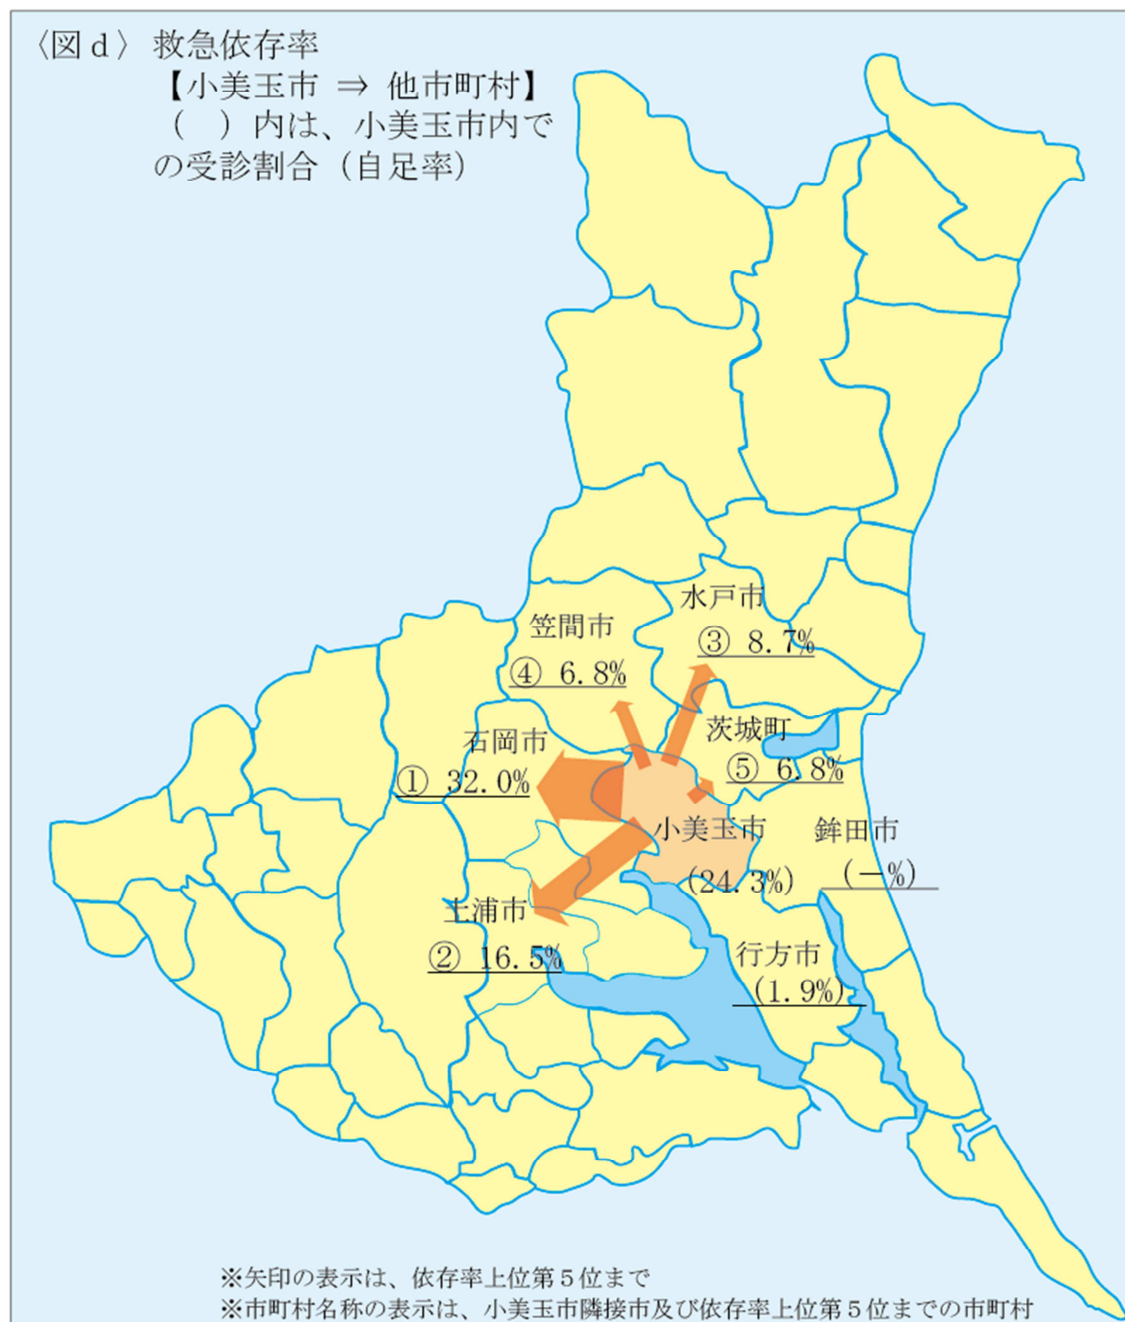 〈図ｄ〉救急依存率
【小美玉市 ⇒ 他市町村】
（　）内は、小美玉市内で
の受診割合（自足率）
水戸市
③ 8.7%
笠間市
④ 6.8%
茨城町
⑤ 6.8%
石岡市
① 32.0%
小美玉市
(24.3%)
鉾田市
(－%)
土浦市
② 16.5%
行方市
(1.9%)
※矢印の表示は、依存率上位第５位まで
※市町村名称の表示は、小美玉市隣接市及び依存率上位第５位までの市町村